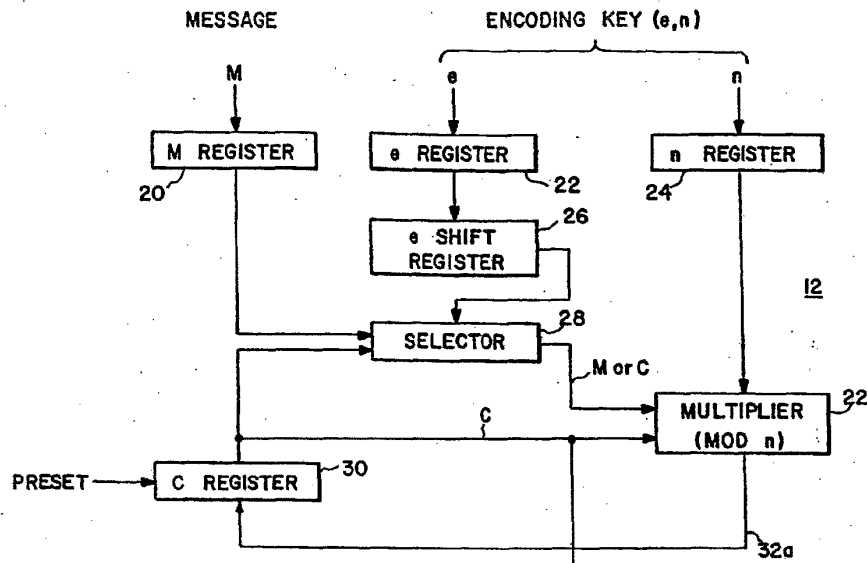 MESSAGE
ENCODING KEY (e,n)
M
e
n
M REGISTER
20
e REGISTER
22
n REGISTER
24
e SHIFT
REGISTER
26
12
SELECTOR
28
M or C
C
MULTIPLIER
(MOD n)
22
PRESET
C REGISTER
30
32a